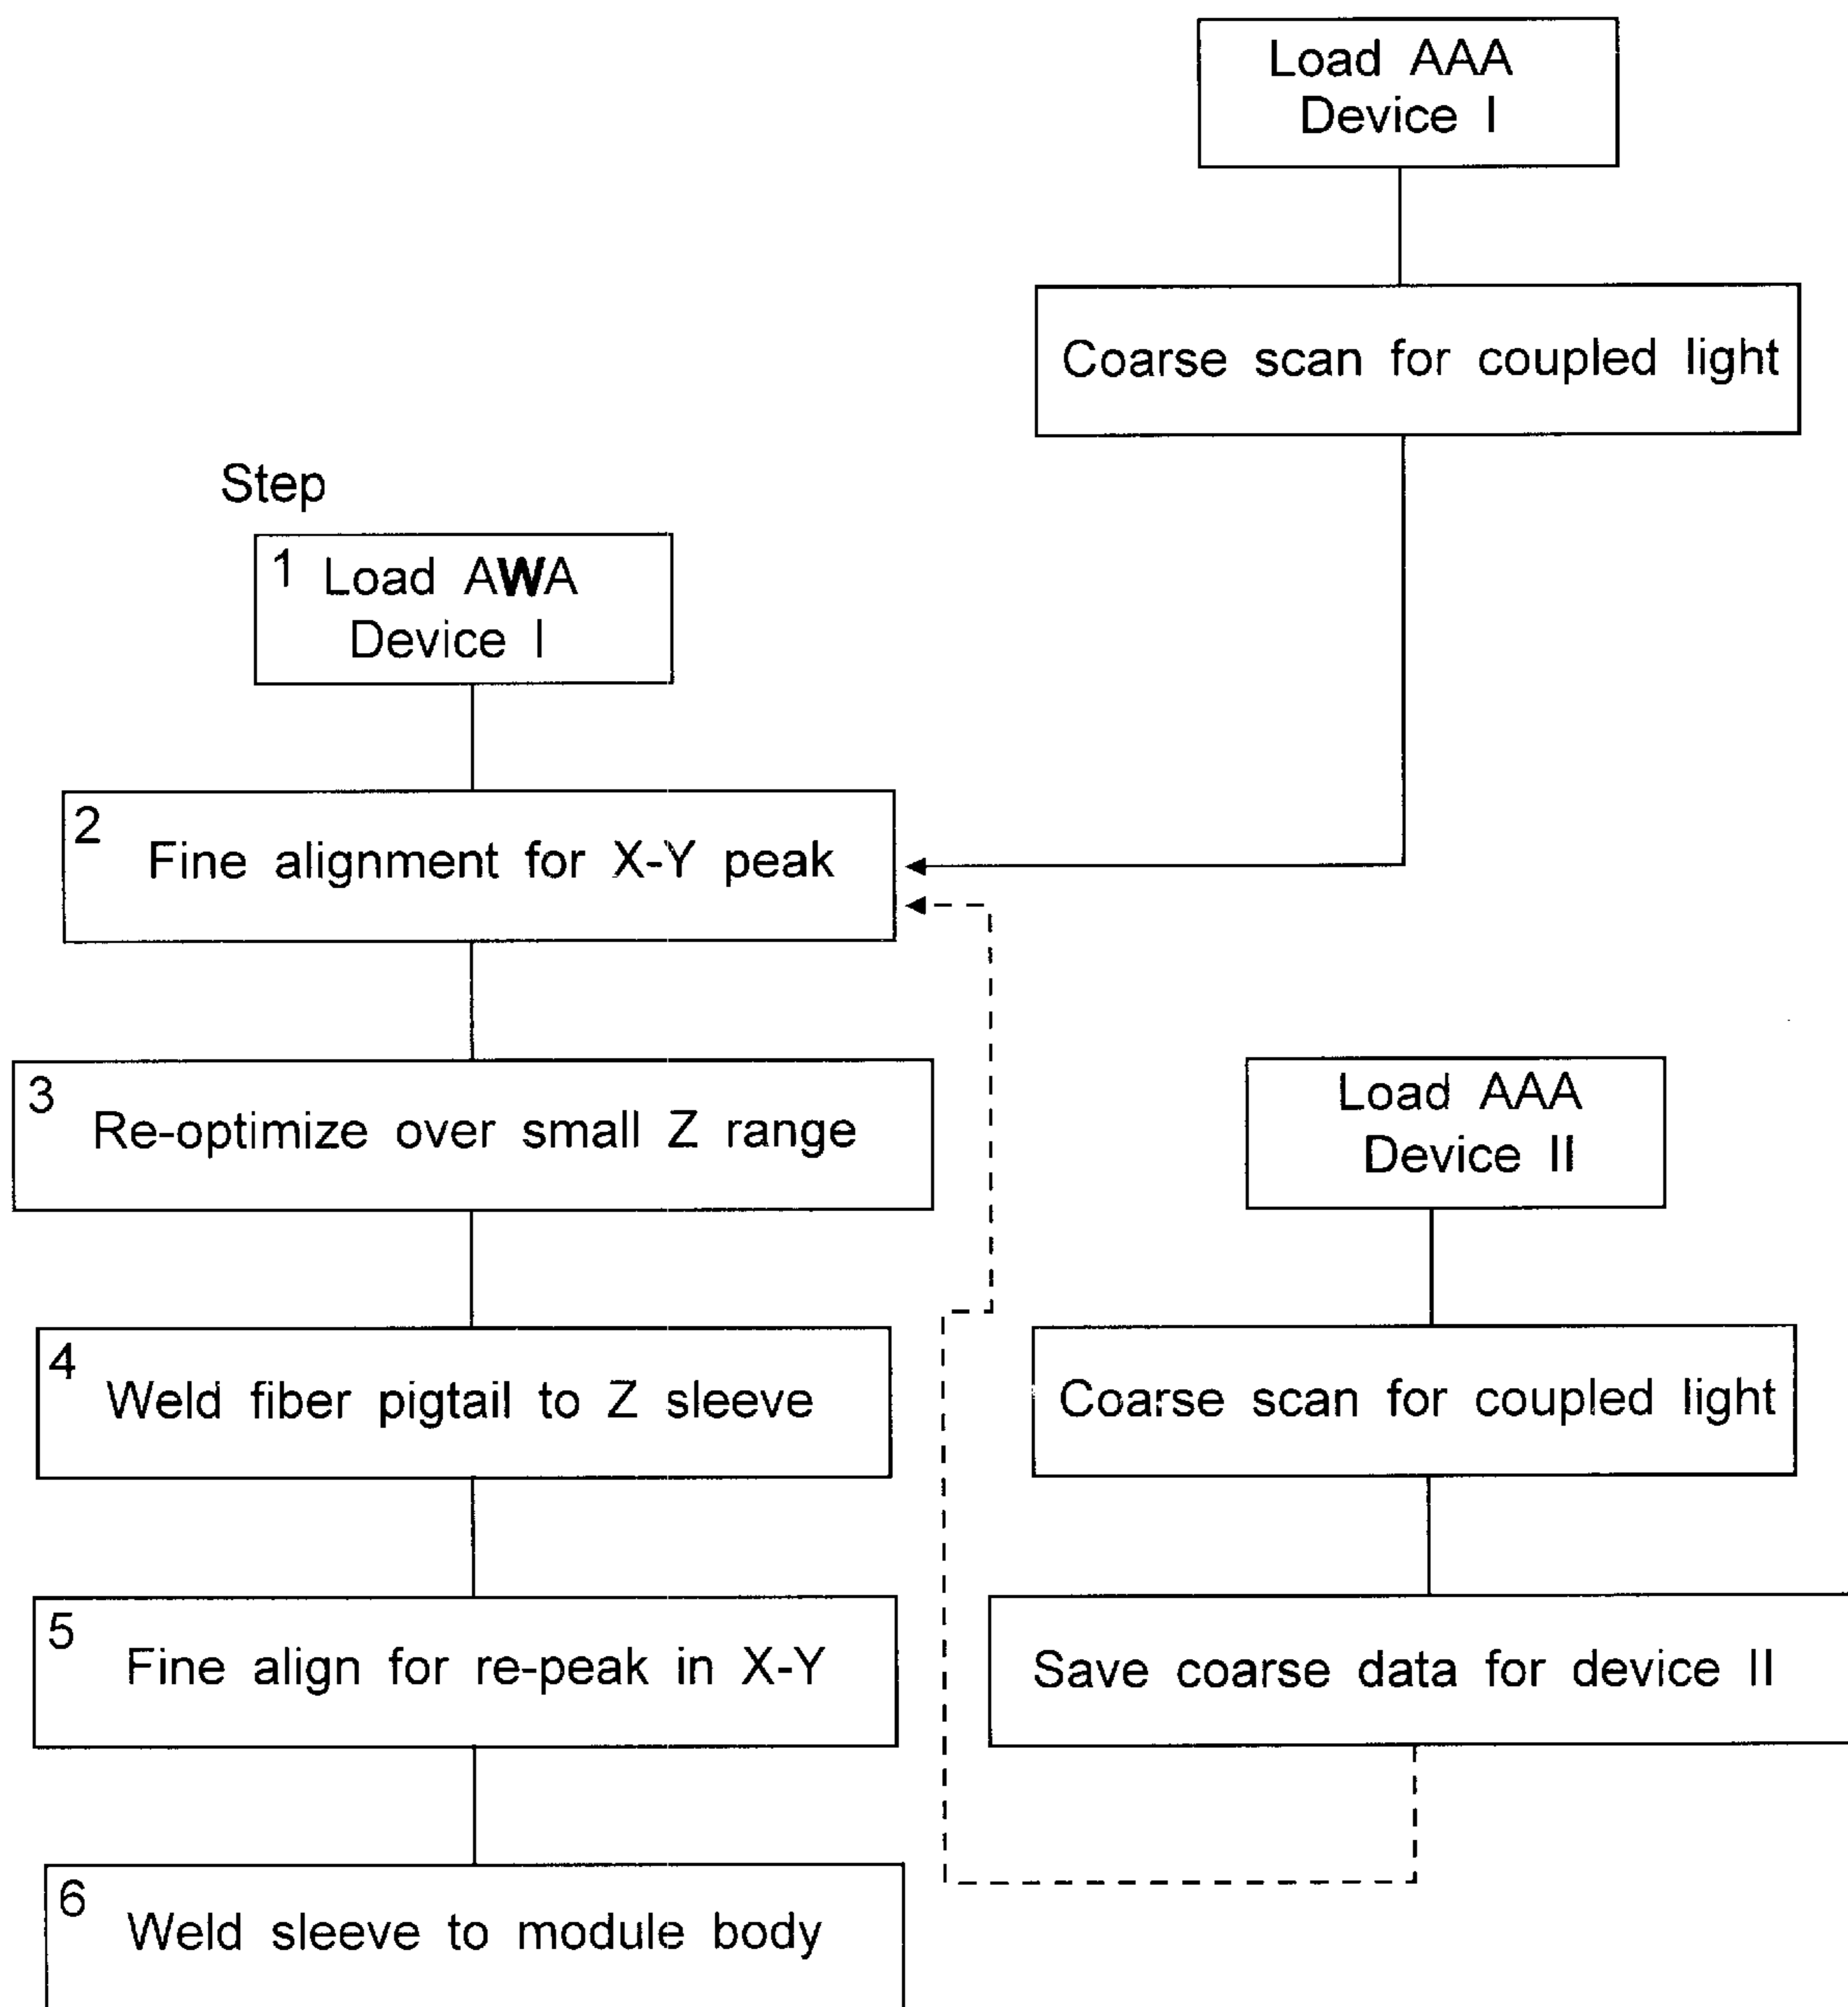 Load AAA
Device I
Coarse scan for coupled light
Step
1 Load AWA
Device I
2 Fine alignment for X-Y peak
3 Re-optimize over small Z range
4 Weld fiber pigtail to Z sleeve
5 Fine align for re-peak in X-Y
6 Weld sleeve to module body
Load AAA
Device II
Coarse scan for coupled light
Save coarse data for device II